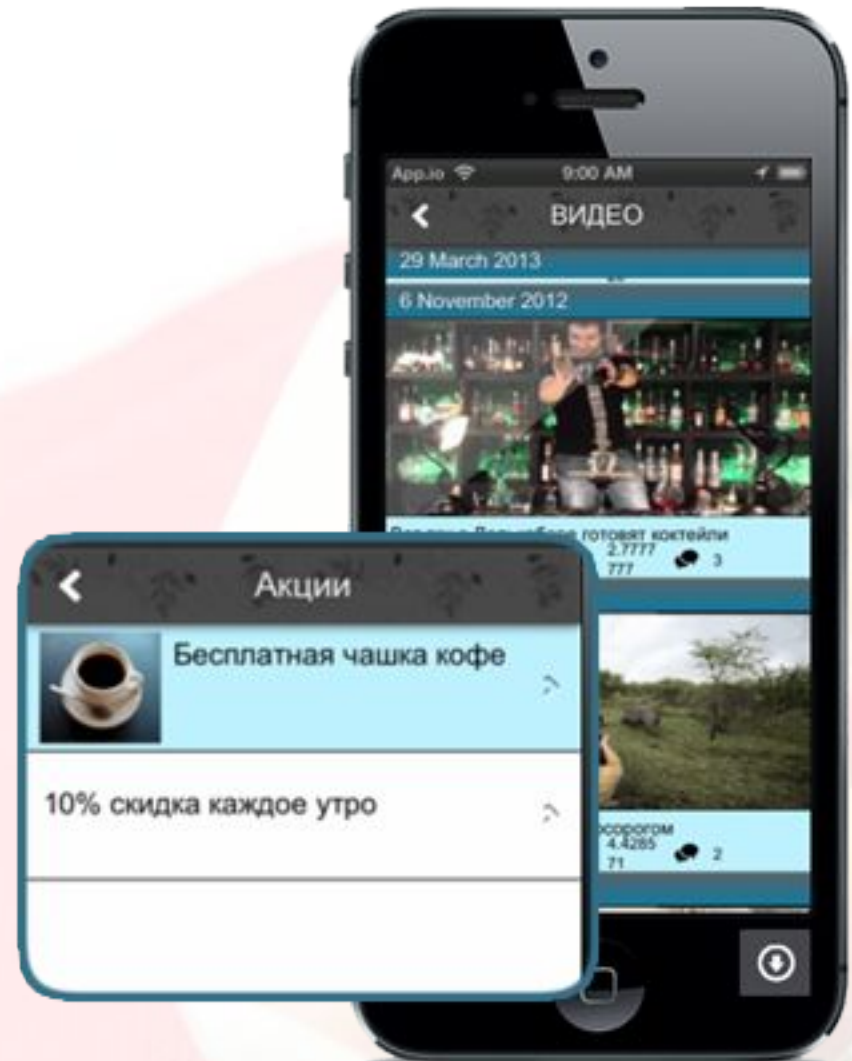 App.io
9:00 AM
ВИДЕО
29 March 2013
6 November 2012
готовят коктейли
2.7777
777
3
Акции
Бесплатная чашка кофе
10% скидка каждое утро
4.4285
71
2